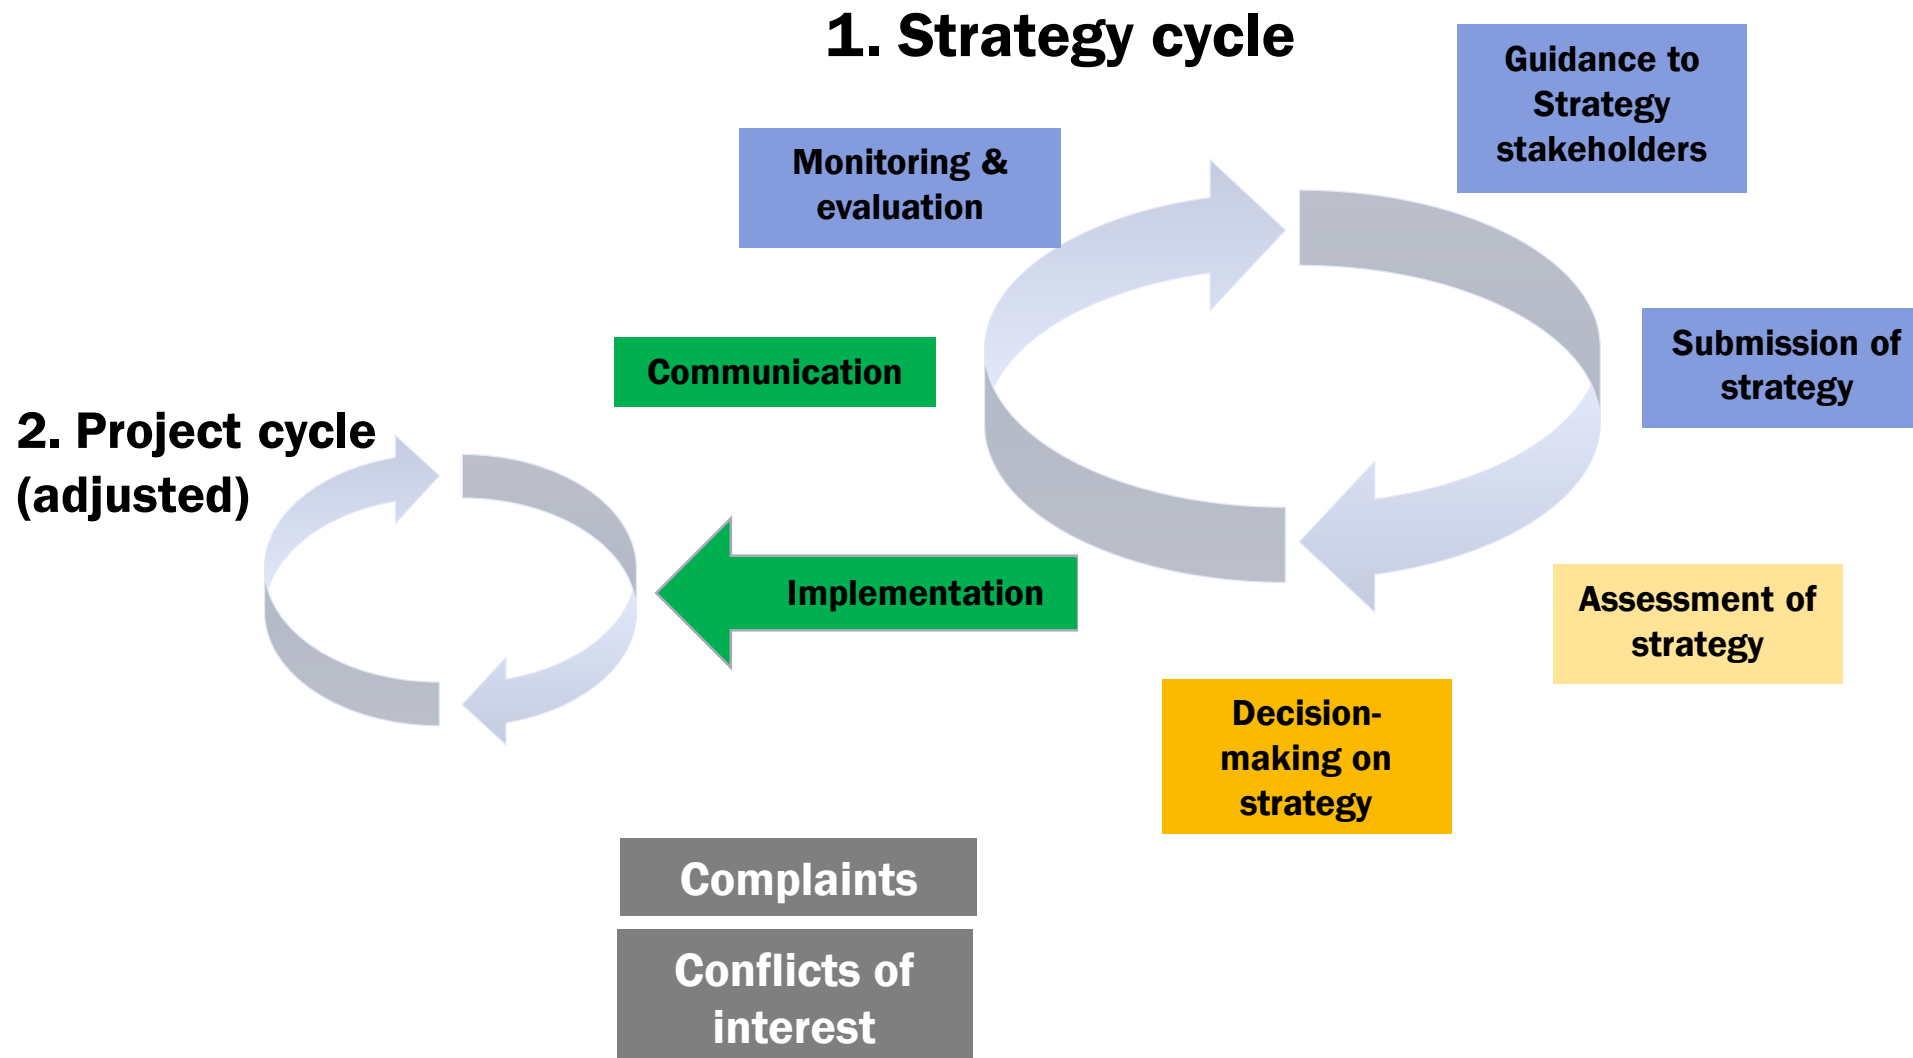 1. Strategy cycle
Guidance to
Strategy
stakeholders
Monitoring &
evaluation
Submission of
strategy
Communication
2. Project cycle
(adjusted)
Implementation
Assessment of
strategy
Decision-
making on
strategy
Complaints
Conflicts of
interest